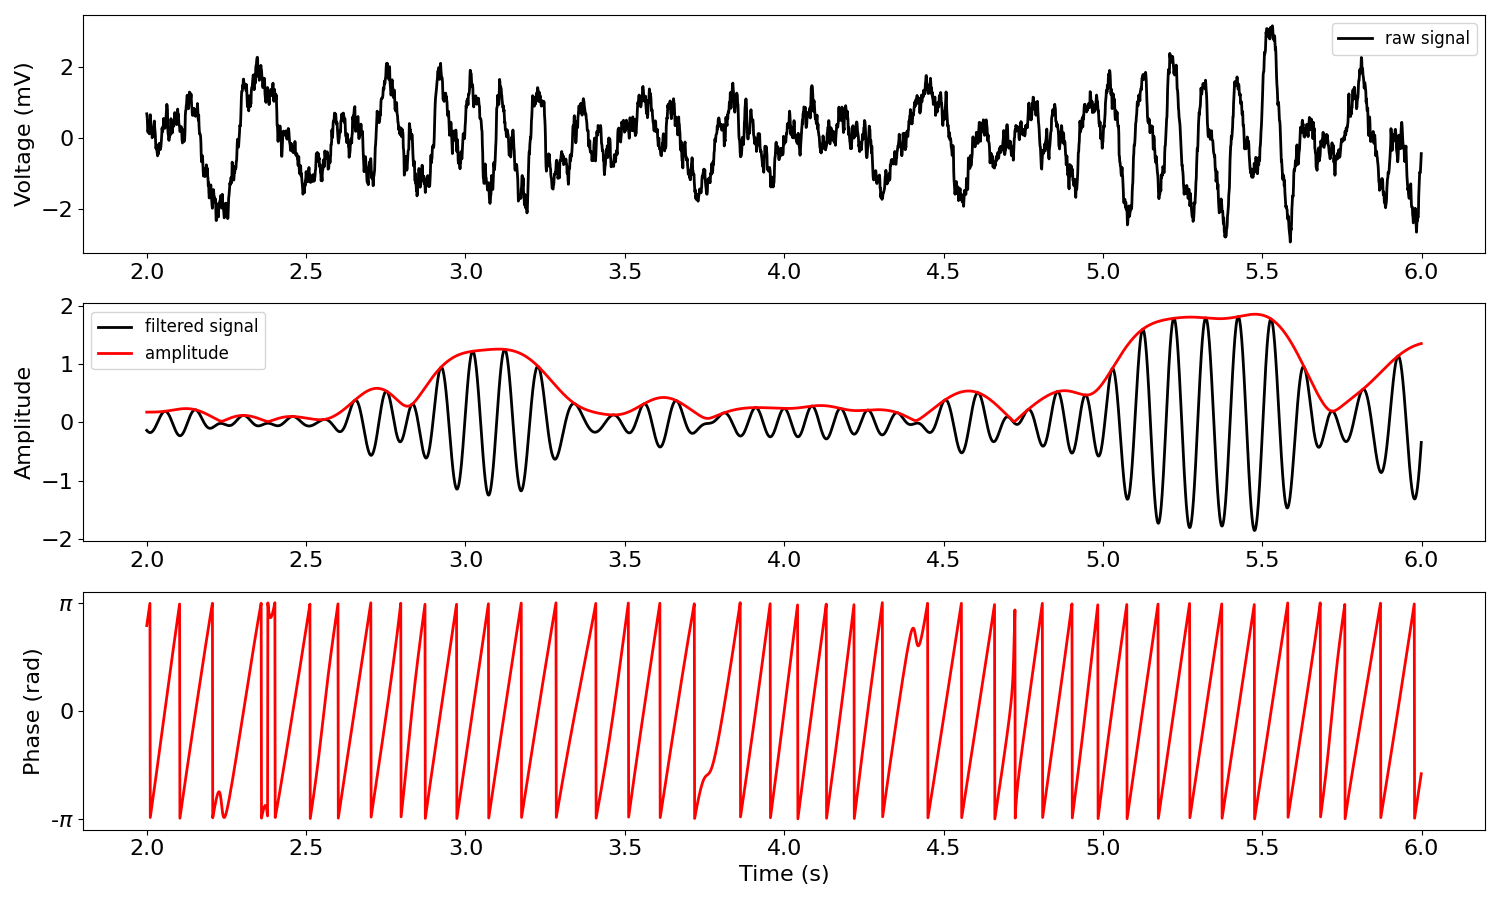 Voltage (mV)
2
0
−2
raw signal
2.0 2.5 3.0 3.5 4.0 4.5 5.0 5.5 6.0
Amplitude
2
1
0
−1
−2
filtered signal
amplitude
2.0 2.5 3.0 3.5 4.0 4.5 5.0 5.5 6.0
Phase (rad)
π
0
-π
2.0 2.5 3.0 3.5 4.0 4.5 5.0 5.5 6.0
Time (s)